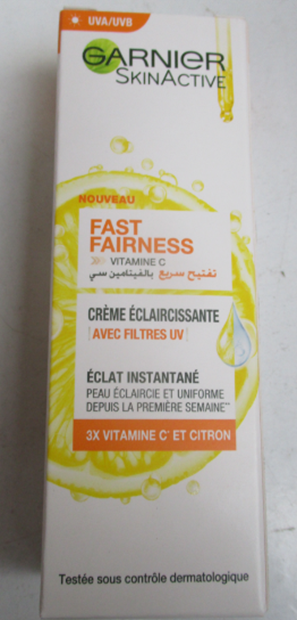 UVA/UVB
GARNIER
SKINACTIVE
NOUVEAU
FAST
FAIRNESS
VITAMINE C
تفتيح سريع بالفيتامين سي
CRÈME ÉCLAIRCISSANTE
AVEC FILTRES UV
ÉCLAT INSTANTANÉ
PEAU ÉCLAIRCIE ET UNIFORME
DEPUIS LA PREMIÈRE SEMAINE**
3X VITAMINE C* ET CITRON
Testée sous contrôle dermatologique